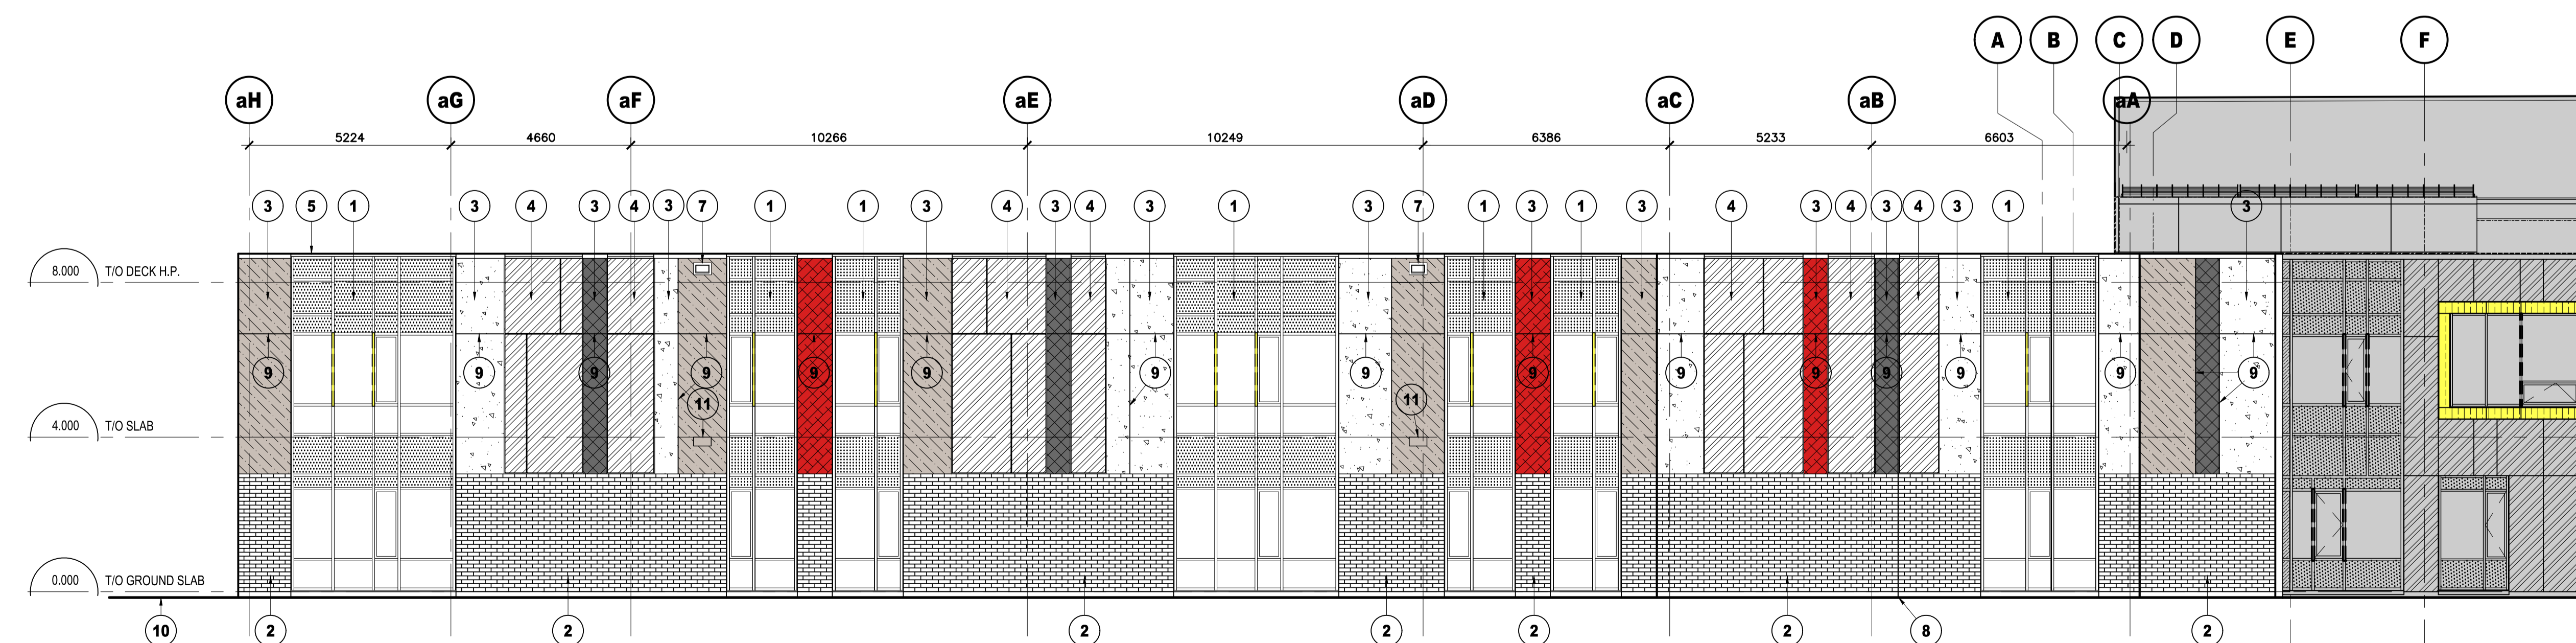 A B C D E F
aH aG aF aE aD aC aB aA
5224 4660 10266 10249 6386 5233 6603
3 5 1 3 4 3 4 3 7 1 1 3 4 3 4 3 1 3 7 1 3 1 3 4 3 4 3 4 3 1 3
8.000 T/O DECK H.P.
9 9 9 9 9 9 9 9 9 9 9 9 9 9 9
11 11
4.000 T/O SLAB
0.000 T/O GROUND SLAB
10 2 2 2 2 2 2 8 2